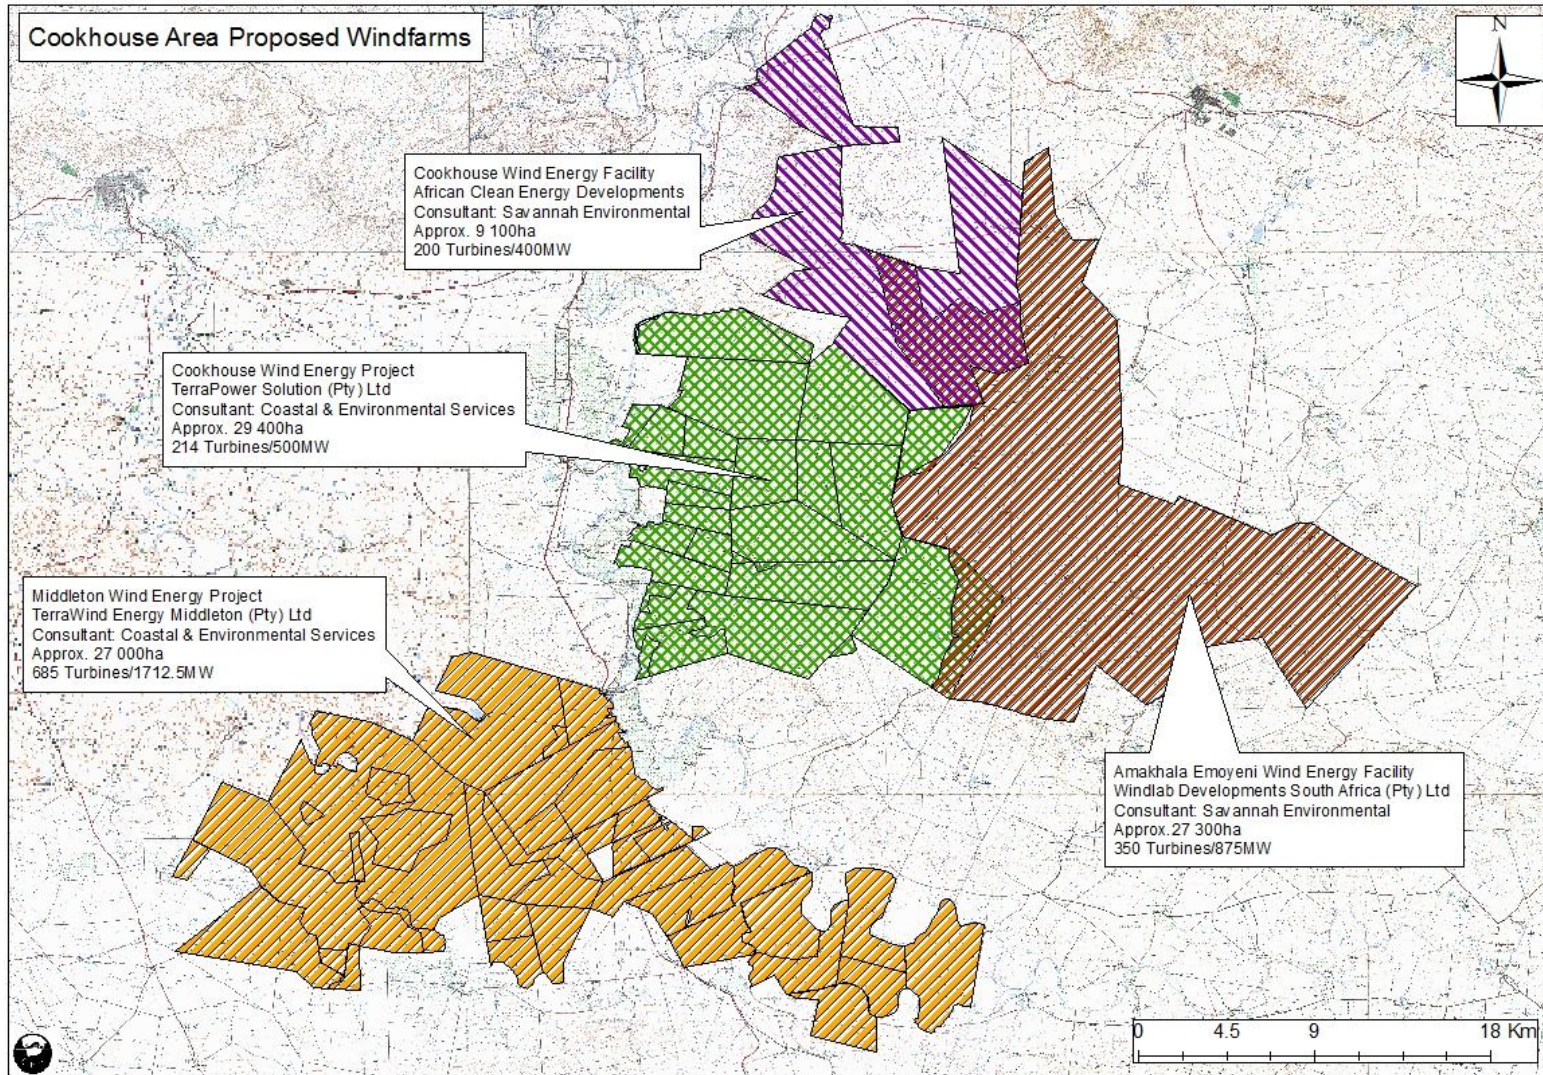 Cookhouse Area Proposed Windfarms
N
Cookhouse Wind Energy Facility
African Clean Energy Developments
Consultant: Savannah Environmental
Approx. 9 100ha
200 Turbines/400MW
Cookhouse Wind Energy Project
TerraPower Solution (Pty) Ltd
Consultant: Coastal & Environmental Services
Approx. 29 400ha
214 Turbines/500MW
Middleton Wind Energy Project
TerraWind Energy Middleton (Pty) Ltd
Consultant: Coastal & Environmental Services
Approx. 27 000ha
685 Turbines/1712.5MW
Amakhala Emoyeni Wind Energy Facility
Windlab Developments South Africa (Pty) Ltd
Consultant: Savannah Environmental
Approx.27 300ha
350 Turbines/875MW
0 4.5 9 18 Km